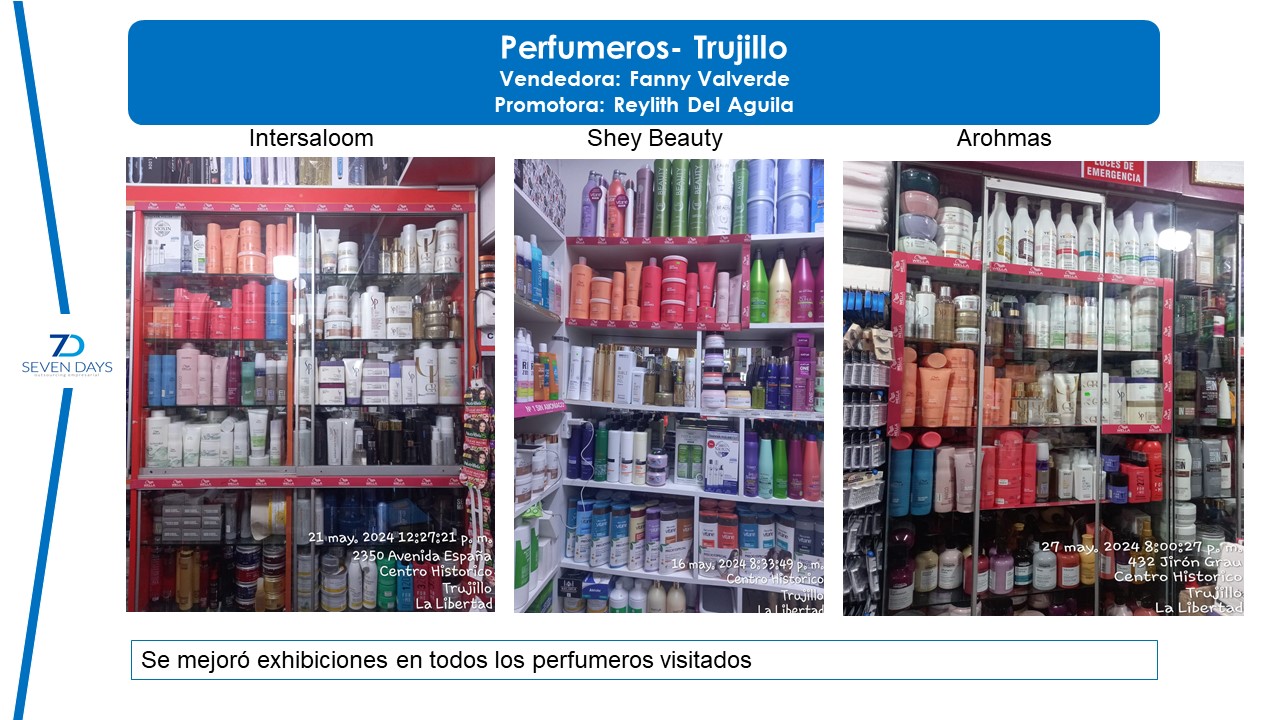 Perfumeros- Trujillo
Vendedora: Fanny Valverde
Promotora: Reylith Del Aguila
Intersaloom
Shey Beauty
Arohmas
LUCES DE
EMERGENCIA
WELLA
21 may. 2024 12:27:21 p. m.
2350 Avenida España
Centro Historico
Trujillo
La Libertad
16 may. 2024 8:33:49 p. m.
Centro Historico
Trujillo
La Libertad
27 may. 2024 8:00:27 p. m.
432 Jirón Grau
Centro Historico
Trujillo
La Libertad
7D
SEVEN DAYS
Se mejoró exhibiciones en todos los perfumeros visitados